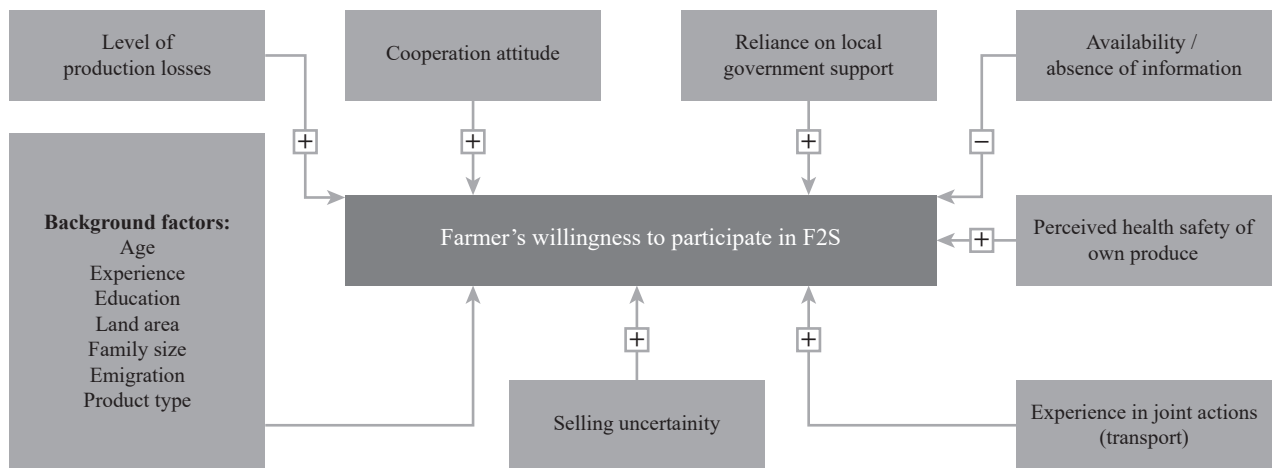 Level of
production losses
Cooperation attitude
Reliance on local
government support
Availability /
absence of information
+
+
+
−
Background factors:
Age
Experience
Education
Land area
Family size
Emigration
Product type
Farmer’s willingness to participate in F2S
+
Perceived health safety of
own produce
+
+
Selling uncertainity
Experience in joint actions
(transport)